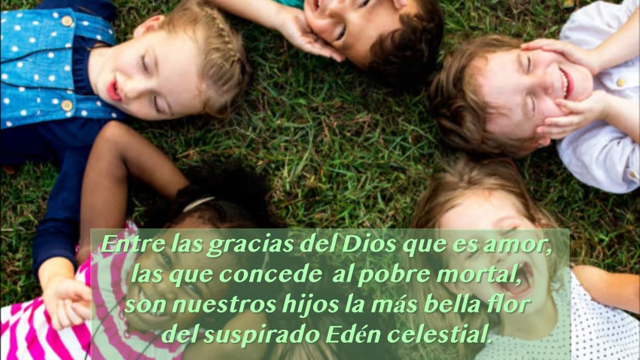 Entre las gracias del Dios que es amor,
las que concede al pobre mortal,
son nuestros hijos la más bella flor
del suspirado Edén celestial.